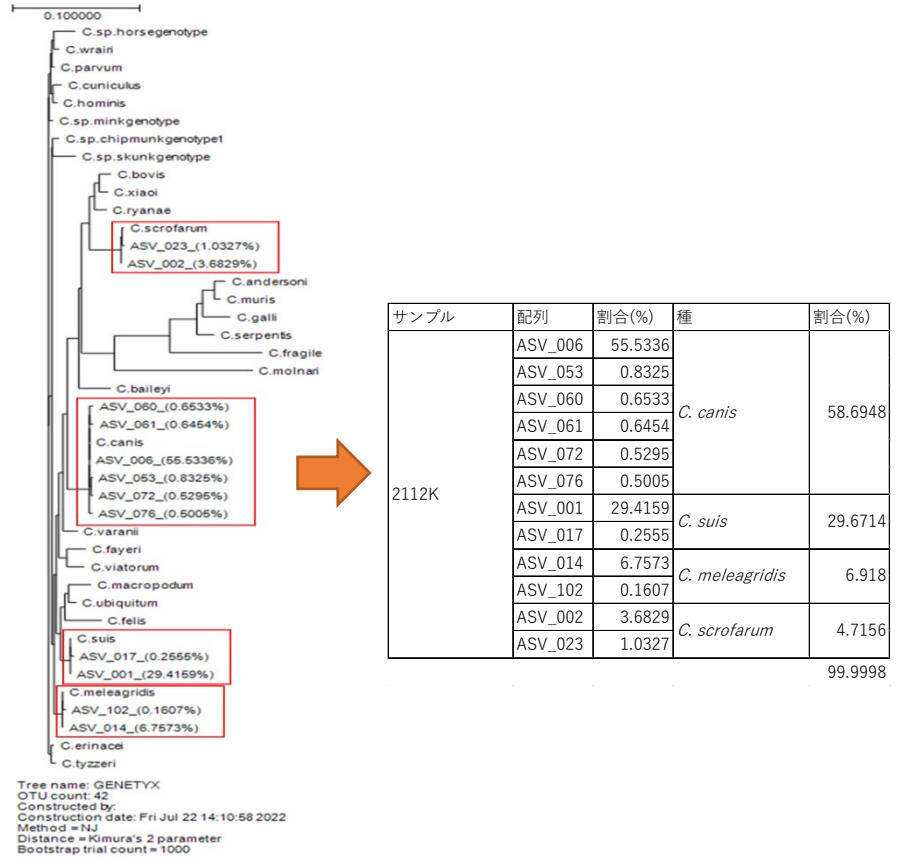 0.100000
C.sp.horsegenotype
C.wrairi
C.parvum
C.cuniculus
C.hominis
C.sp.minkgenotype
C.sp.chipmunkgenotype1
C.sp.skunkgenotype
C.bovis
C.xiaoi
C.ryanae
C.scrofarum
ASV_023_(1.0327%)
ASV_002_(3.6829%)
C.andersoni
C.muris
C.galli
C.serpentis
C.fragile
C.molnari
C.baileyi
ASV_060_(0.6533%)
ASV_061_(0.6454%)
C.canis
ASV_006_(55.5336%)
ASV_053_(0.8325%)
ASV_072_(0.5295%)
ASV_076_(0.5005%)
C.varanii
C.fayeri
C.viatorum
C.macropodum
C.ubiquitum
C.felis
C.suis
ASV_017_(0.2555%)
ASV_001_(29.4159%)
C.meleagridis
ASV_102_(0.1607%)
ASV_014_(6.7573%)
C.erinacei
C.tyzzeri
Tree name: GENETYX
OTU count: 42
Constructed by:
Construction date: Fri Jul 22 14:10:58 2022
Method = NJ
Distance = Kimura's 2 parameter
Bootstrap trial count = 1000
サンプル 配列 割合(%) 種 割合(%)
2112K
ASV_006 55.5336
ASV_053 0.8325
ASV_060 0.6533
ASV_061 0.6454
ASV_072 0.5295
ASV_076 0.5005
C. canis 58.6948
ASV_001 29.4159
ASV_017 0.2555
C. suis 29.6714
ASV_014 6.7573
ASV_102 0.1607
C. meleagridis 6.918
ASV_002 3.6829
ASV_023 1.0327
C. scrofarum 4.7156
99.9998